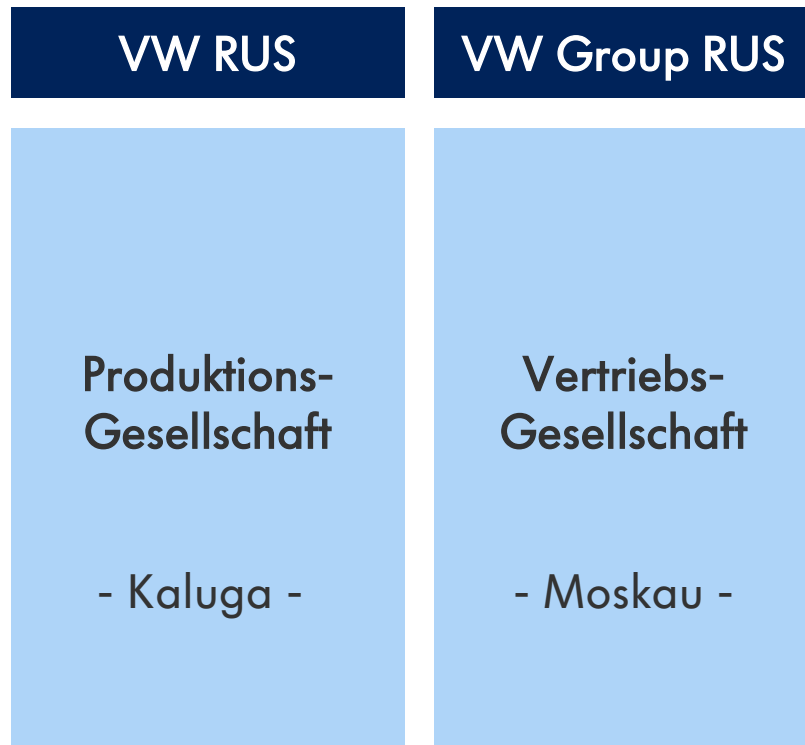 VW RUS
VW Group RUS
Produktions-
Gesellschaft
- Kaluga -
Vertriebs-
Gesellschaft
- Moskau -